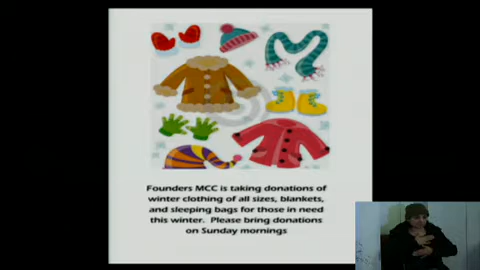 Founders MCC is taking donations of
winter clothing of all sizes, blankets,
and sleeping bags for those in need
this winter. Please bring donations
on Sunday mornings